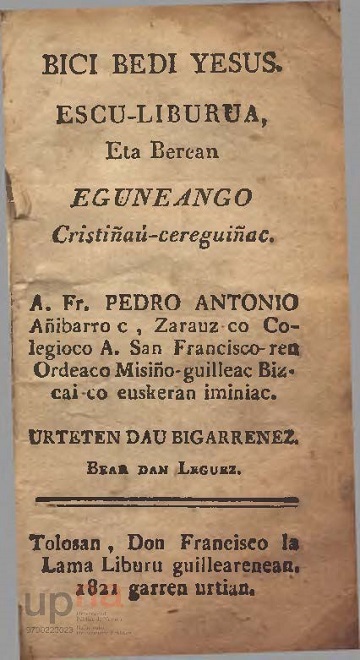 BICI BEDI YESUS.
ESCU-LIBURUA,
Eta Berean
EGUNEANGO
Cristiñaú-cereguiñac.
A. Fr. PEDRO ANTONIO
Añibarro c, Zarauz-co Co-
legioco A. San Francisco-ren
Ordeaco Misiño-guilleac Biz-
cai-co euskeran iminiac.
URTETEN DAU BIGARRENEZ.
BEAR DAN LEGUEZ.
Tolosan, Don Francisco la
Lama Liburu guillearenean.
1821 garren urtian.
upna